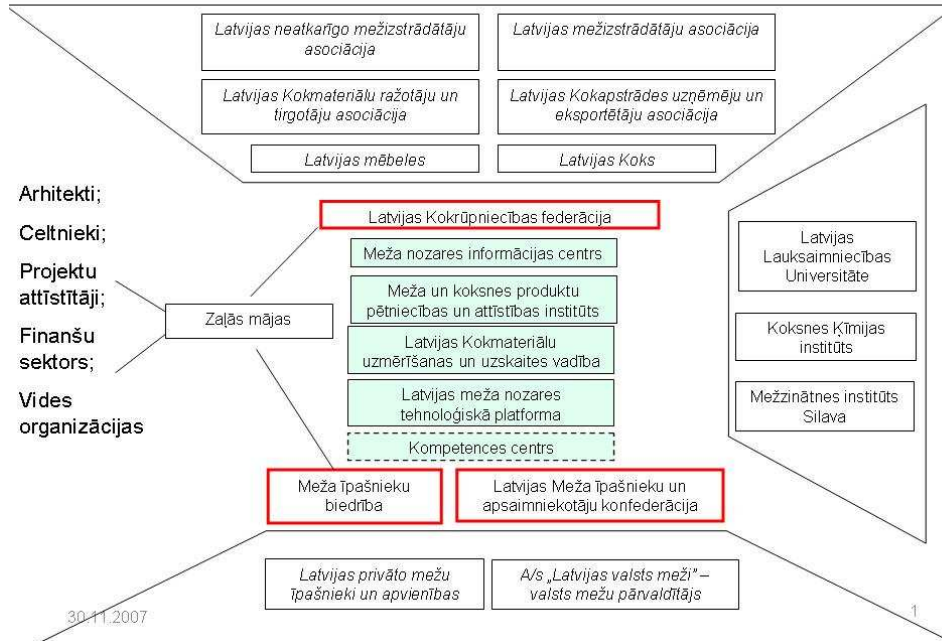 Latvijas neatkarīgo mežizstrādātāju
asociācija
Latvijas mežizstrādātāju asociācija
Latvijas Kokmateriālu ražotāju un
tirgotāju asociācija
Latvijas Kokapstrādes uzņēmēju un
eksportētāju asociācija
Latvijas mēbeles
Latvijas Koks
Arhitekti;
Celtnieki;
Projektu
attīstītāji;
Finanšu
sektors;
Vides
organizācijas
Zaļās mājas
Latvijas Kokrūpniecības federācija
Meža nozares informācijas centrs
Meža un koksnes produktu
pētniecības un attīstības institūts
Latvijas Kokmateriālu
uzmērīšanas un uzskaites vadība
Latvijas meža nozares
tehnoloģiskā platforma
Kompetences centrs
Meža īpašnieku
biedrība
Latvijas Meža īpašnieku un
apsaimniekotāju konfederācija
Latvijas
Lauksaimniecības
Universitāte
Koksnes Ķīmijas
institūts
Mežzinātnes institūts
Silava
Latvijas privāto mežu
īpašnieki un apvienības
A/s „Latvijas valsts meži” –
valsts mežu pārvaldītājs
30.11.2007
1